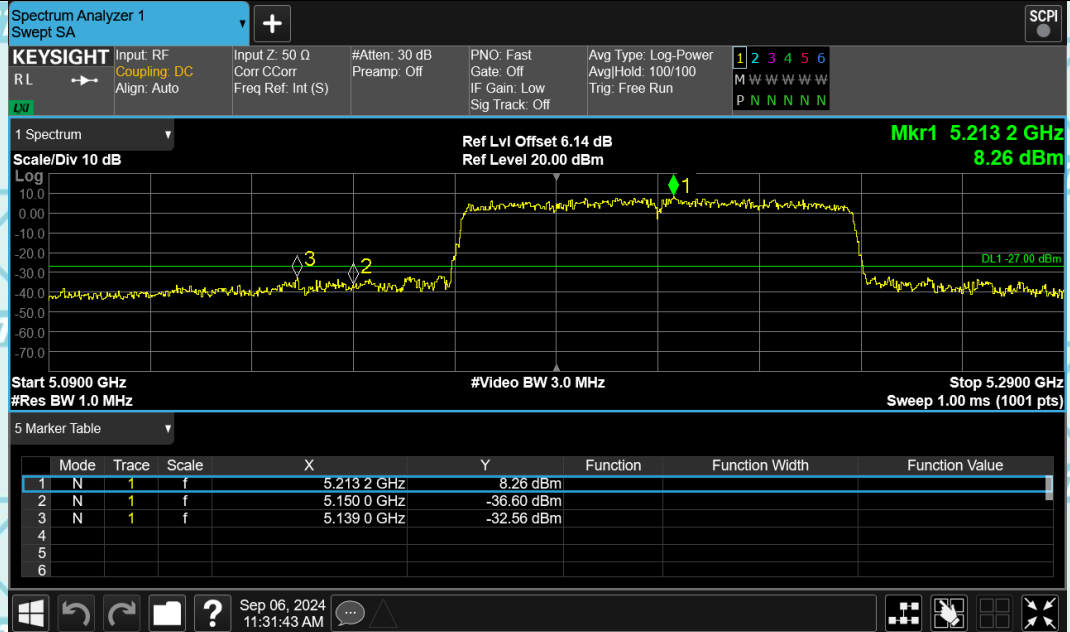 Spectrum Analyzer 1
Swept SA
+
SCPI
KEYSIGHT Input: RF Input Z: 50 Ω #Atten: 30 dB PNO: Fast Avg Type: Log-Power 1 2 3 4 5 6
RL Coupling: DC Corr CCorr Preamp: Off Gate: Off Avg|Hold: 100/100 M W W W W W
Align: Auto Freq Ref: Int (S) IF Gain: Low Trig: Free Run
LXI Sig Track: Off P N N N N N
1 Spectrum
Scale/Div 10 dB
Ref Lvl Offset 6.14 dB
Ref Level 20.00 dBm
Mkr1 5.213 2 GHz
8.26 dBm
Log
10.0
0.00
-10.0
-20.0
-30.0
-40.0
-50.0
-60.0
-70.0
1
3
2
DL1 -27.00 dBm
Start 5.0900 GHz #Video BW 3.0 MHz Stop 5.2900 GHz
#Res BW 1.0 MHz Sweep 1.00 ms (1001 pts)
5 Marker Table
Mode Trace Scale X Y Function Function Width Function Value
1 N 1 f 5.213 2 GHz 8.26 dBm
2 N 1 f 5.150 0 GHz -36.60 dBm
3 N 1 f 5.139 0 GHz -32.56 dBm
4
5
6
?
Sep 06, 2024
11:31:43 AM